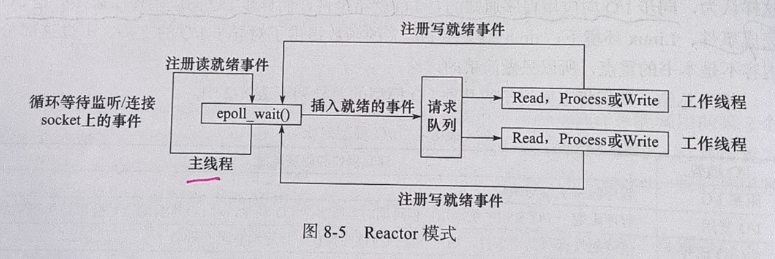 注册写就绪事件
注册读就绪事件
循环等待监听/连接
socket上的事件
epoll_wait()
插入就绪的事件
请求
队列
Read，Process或Write
工作线程
Read，Process或Write
工作线程
主线程
注册写就绪事件
图 8-5 Reactor 模式